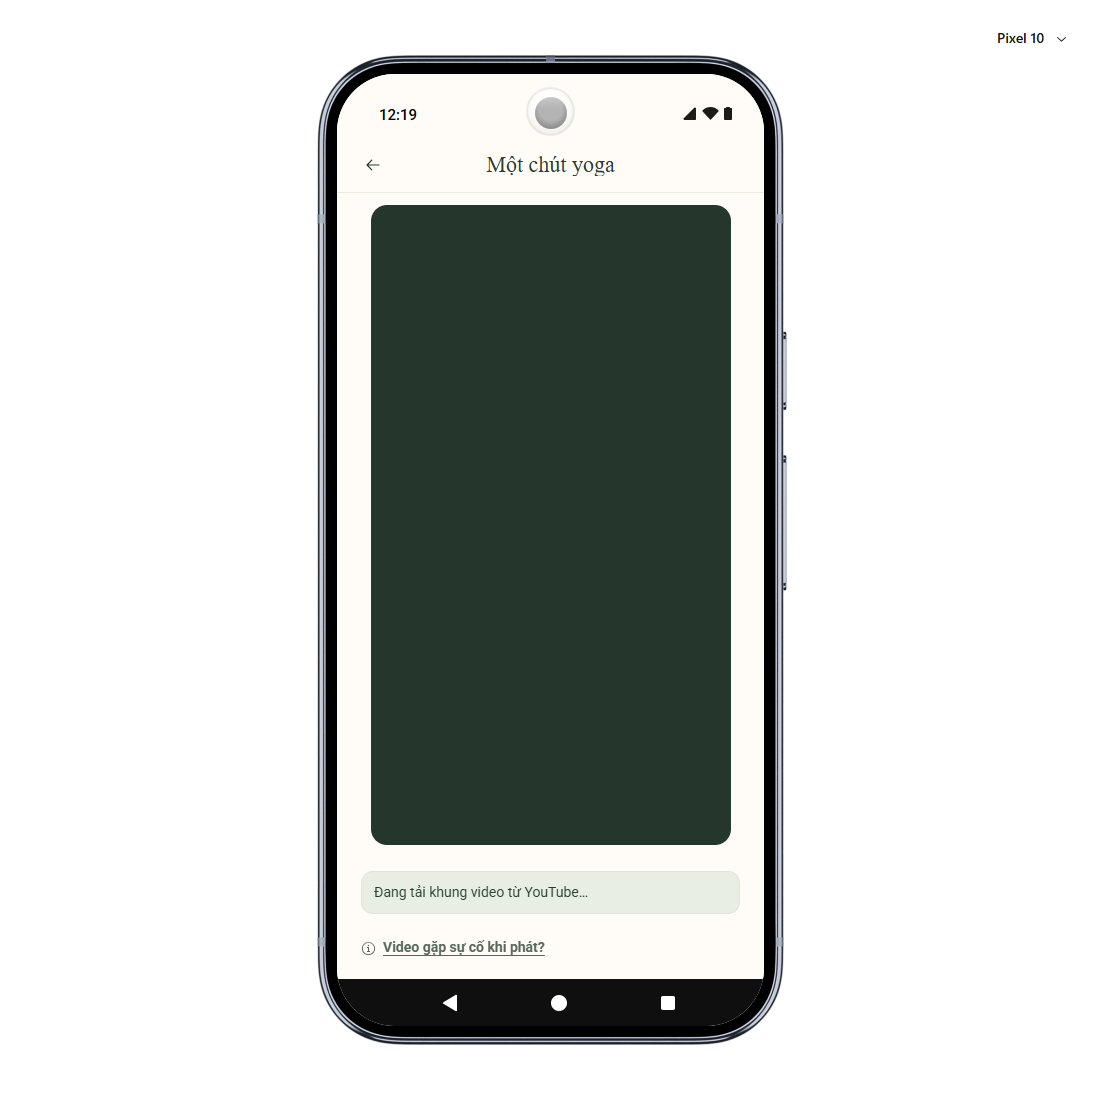 Pixel 10
12:19
Một chút yoga
Đang tải khung video từ YouTube…
Video gặp sự cố khi phát?